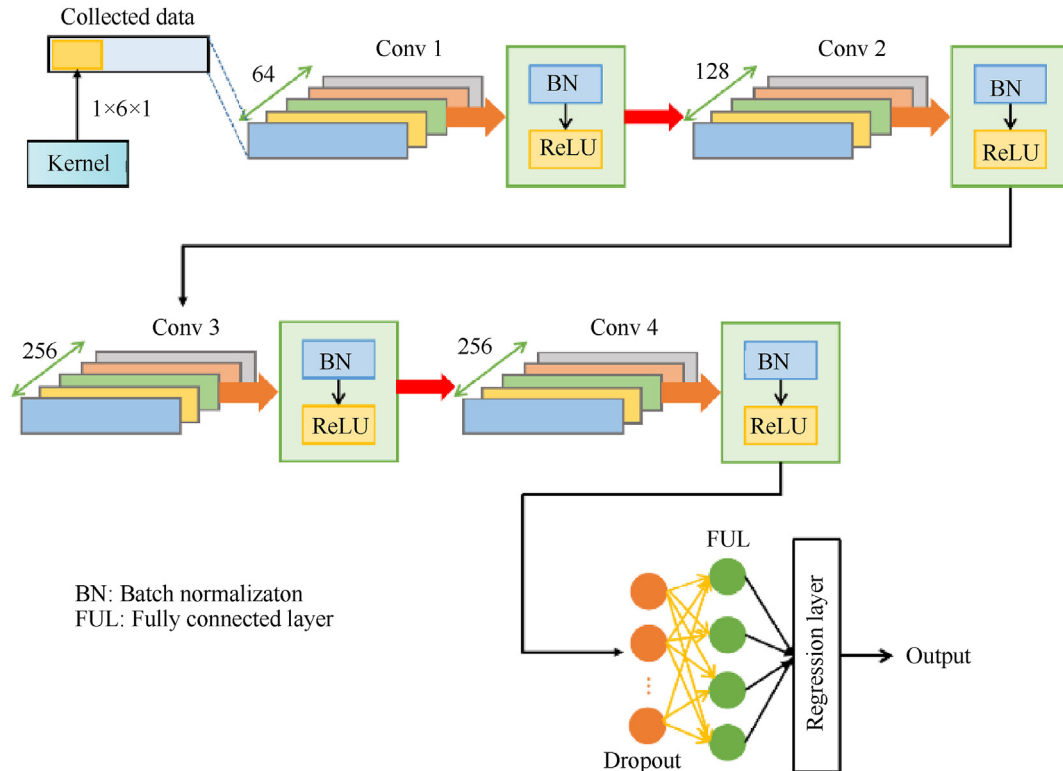 Collected data
1×6×1
Kernel
64
Conv 1
BN
ReLU
128
Conv 2
BN
ReLU
256
Conv 3
BN
ReLU
256
Conv 4
BN
ReLU
BN: Batch normalizaton
FUL: Fully connected layer
FUL
Dropout
Regression layer
Output